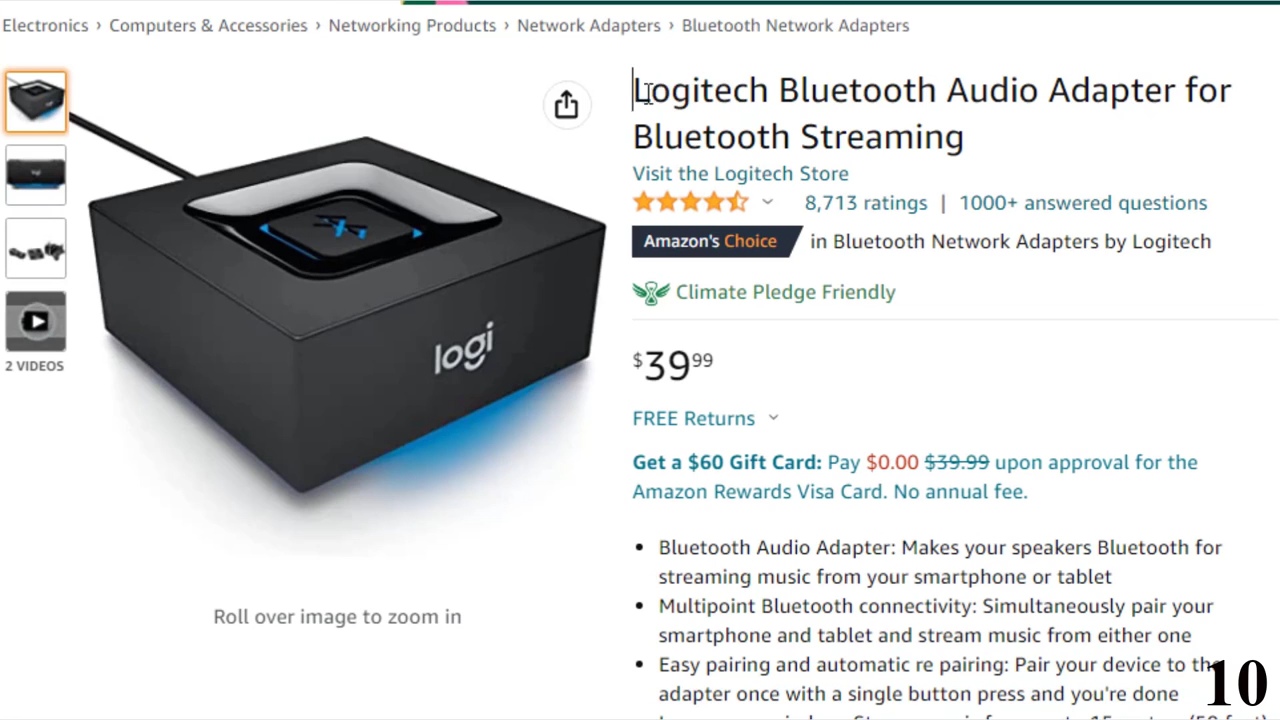 Electronics › Computers & Accessories › Networking Products › Network Adapters › Bluetooth Network Adapters
Logitech Bluetooth Audio Adapter for
Bluetooth Streaming
Visit the Logitech Store
8,713 ratings | 1000+ answered questions
Amazon's Choice in Bluetooth Network Adapters by Logitech
Climate Pledge Friendly
$39.99
FREE Returns
Get a $60 Gift Card: Pay $0.00 $39.99 upon approval for the
Amazon Rewards Visa Card. No annual fee.
• Bluetooth Audio Adapter: Makes your speakers Bluetooth for
streaming music from your smartphone or tablet
• Multipoint Bluetooth connectivity: Simultaneously pair your
smartphone and tablet and stream music from either one
• Easy pairing and automatic re pairing: Pair your device to the
adapter once with a single button press and you're done
logi
2 VIDEOS
Roll over image to zoom in
10